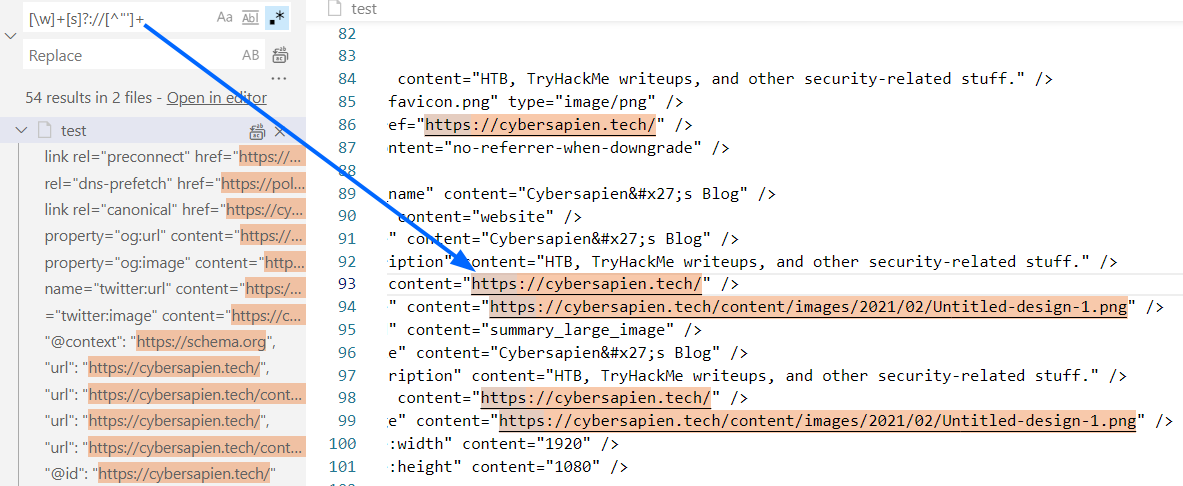 [\w]+[s]?://[^"']+ Aa Abl .*
Replace AB
...
54 results in 2 files - Open in editor
test
link rel="preconnect" href="https://...
rel="dns-prefetch" href="https://pol...
link rel="canonical" href="https://cy...
property="og:url" content="https://...
property="og:image" content="http...
name="twitter:url" content="https:/...
="twitter:image" content="https://c...
"@context": "https://schema.org",
"url": "https://cybersapien.tech/",
"url": "https://cybersapien.tech/cont...
"url": "https://cybersapien.tech/",
"url": "https://cybersapien.tech/cont...
"@id": "https://cybersapien.tech/"
test
82
83
84 content="HTB, TryHackMe writeups, and other security-related stuff." />
85 favicon.png" type="image/png" />
86 ef="https://cybersapien.tech/" />
87 ontent="no-referrer-when-downgrade" />
88
89 name" content="Cybersapien&#x27;s Blog" />
90 content="website" />
91 " content="Cybersapien&#x27;s Blog" />
92 iption" content="HTB, TryHackMe writeups, and other security-related stuff." />
93 content="https://cybersapien.tech/" />
94 " content="https://cybersapien.tech/content/images/2021/02/Untitled-design-1.png" />
95 " content="summary_large_image" />
96 e" content="Cybersapien&#x27;s Blog" />
97 ription" content="HTB, TryHackMe writeups, and other security-related stuff." />
98 content="https://cybersapien.tech/" />
99 e" content="https://cybersapien.tech/content/images/2021/02/Untitled-design-1.png" />
100 :width" content="1920" />
101 :height" content="1080" />